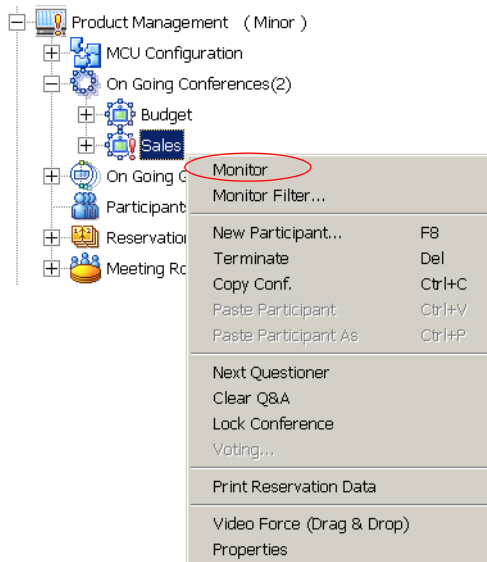 Product Management ( Minor )
MCU Configuration
On Going Conferences(2)
Budget
Sales
On Going G
Participant
Reservation
Meeting Ro
Monitor
Monitor Filter...
New Participant... F8
Terminate Del
Copy Conf. Ctrl+C
Paste Participant Ctrl+V
Paste Participant As Ctrl+P
Next Questioner
Clear Q&A
Lock Conference
Voting...
Print Reservation Data
Video Force (Drag & Drop)
Properties